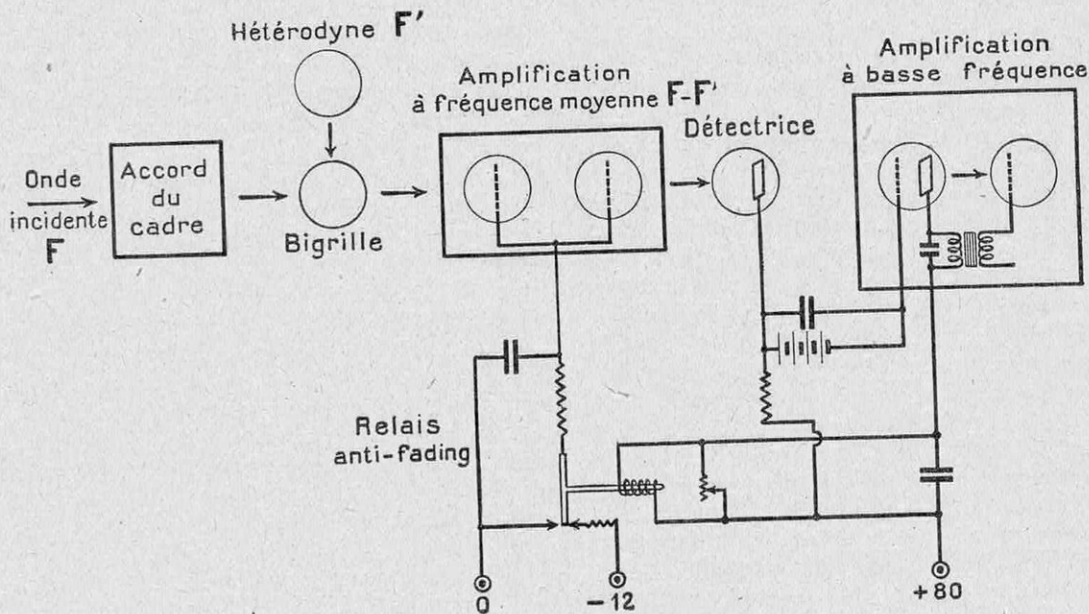 Hétérodyne F'
Amplification
à fréquence moyenne F-F'
Amplification
à basse fréquence
Détectrice
Onde
incidente
F
Accord
du
cadre
Bigrille
Relais
anti-fading
0
-12
+80